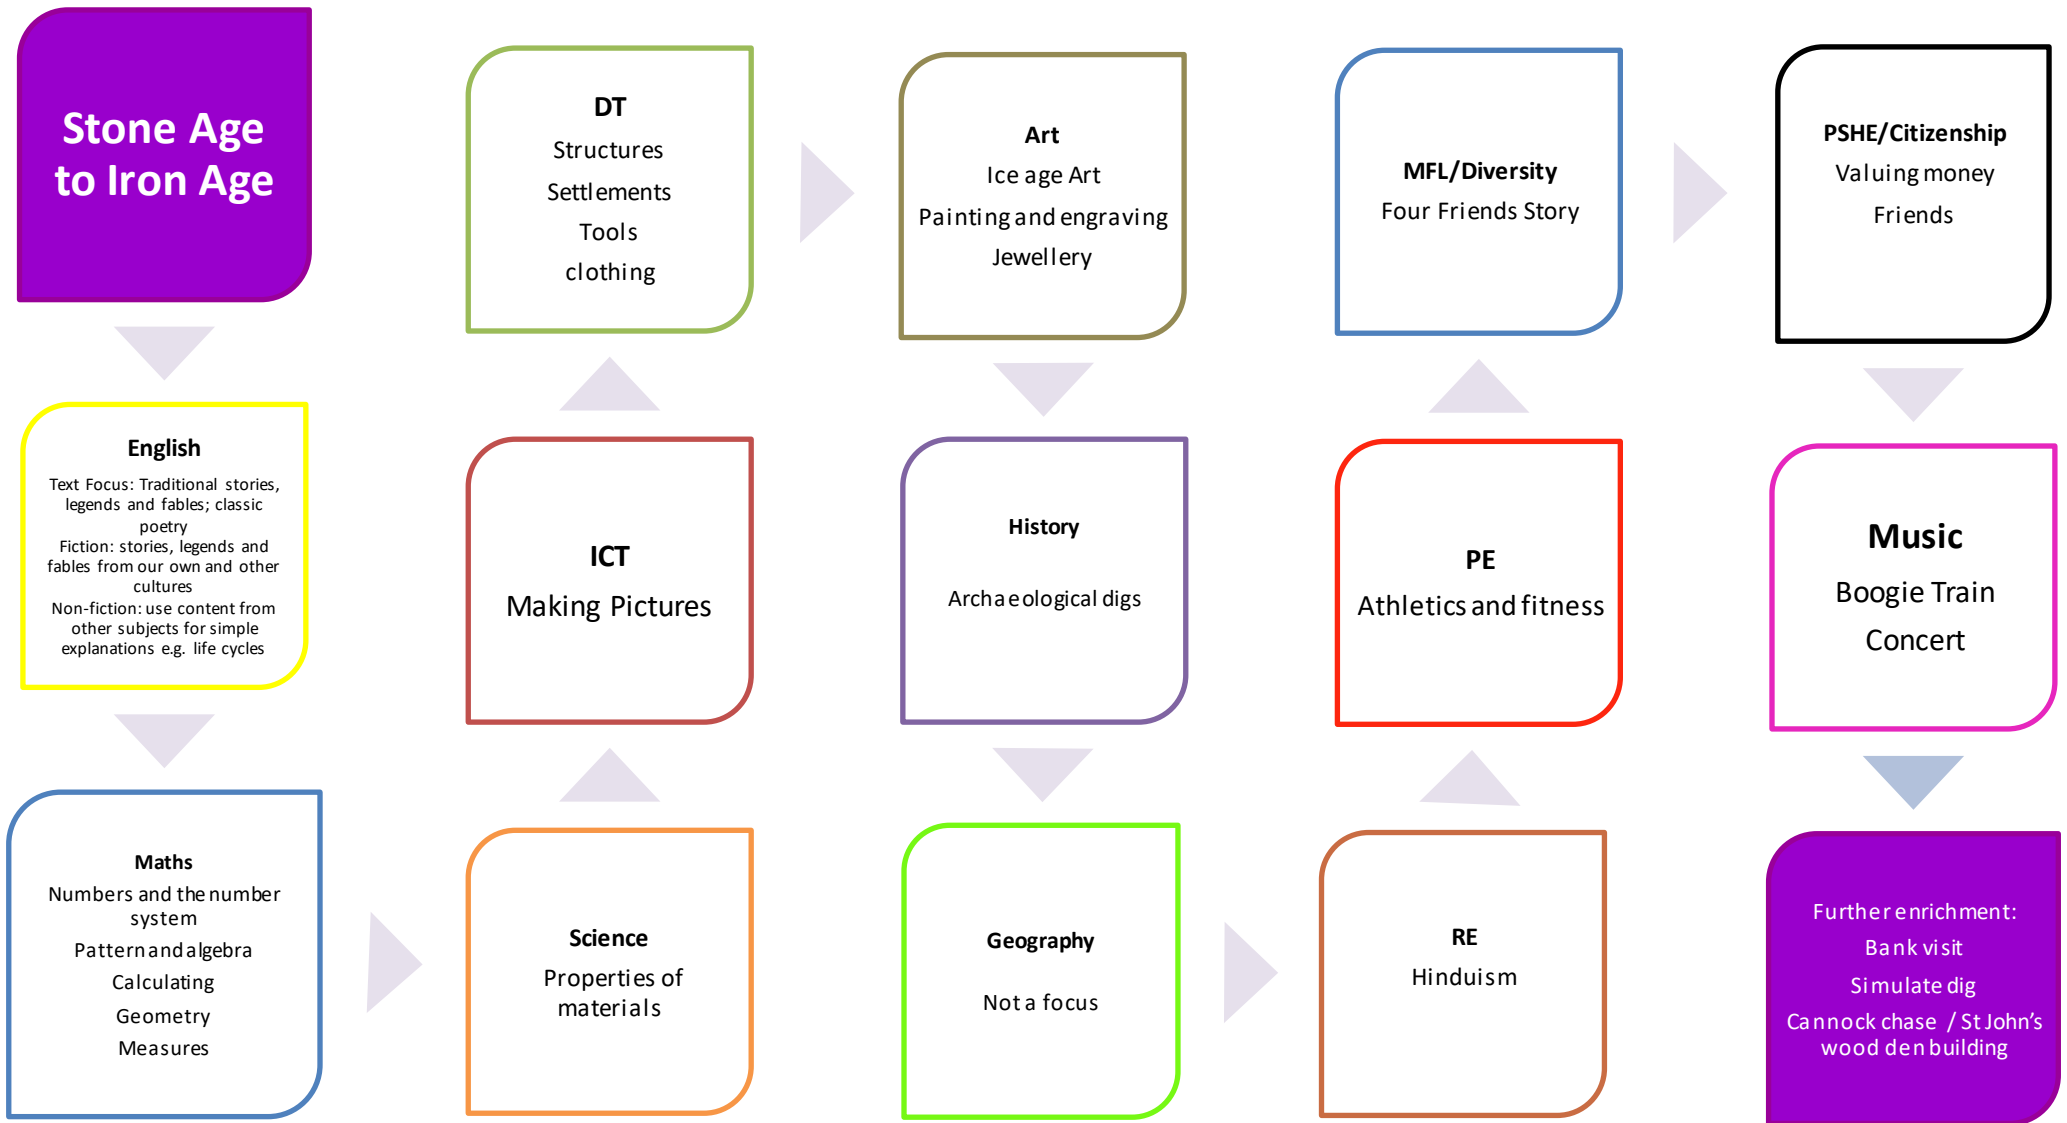 Stone Age
to Iron Age
English
Text Focus: Traditional stories,
legends and fables; classic
poetry
Fiction: stories, legends and
fables from our own and other
cultures
Non-fiction: use content from
other subjects for simple
explanations e.g. life cycles
Maths
Numbers and the number
system
Pattern and algebra
Calculating
Geometry
Measures
Science
Properties of
materials
ICT
Making Pictures
DT
Structures
Settlements
Tools
clothing
Art
Ice age Art
Painting and engraving
Jewellery
History
Archaeological digs
Geography
Not a focus
RE
Hinduism
PE
Athletics and fitness
MFL/Diversity
Four Friends Story
PSHE/Citizenship
Valuing money
Friends
Music
Boogie Train
Concert
Further enrichment:
Bank visit
Simulate dig
Cannock chase / St John’s
wood den building